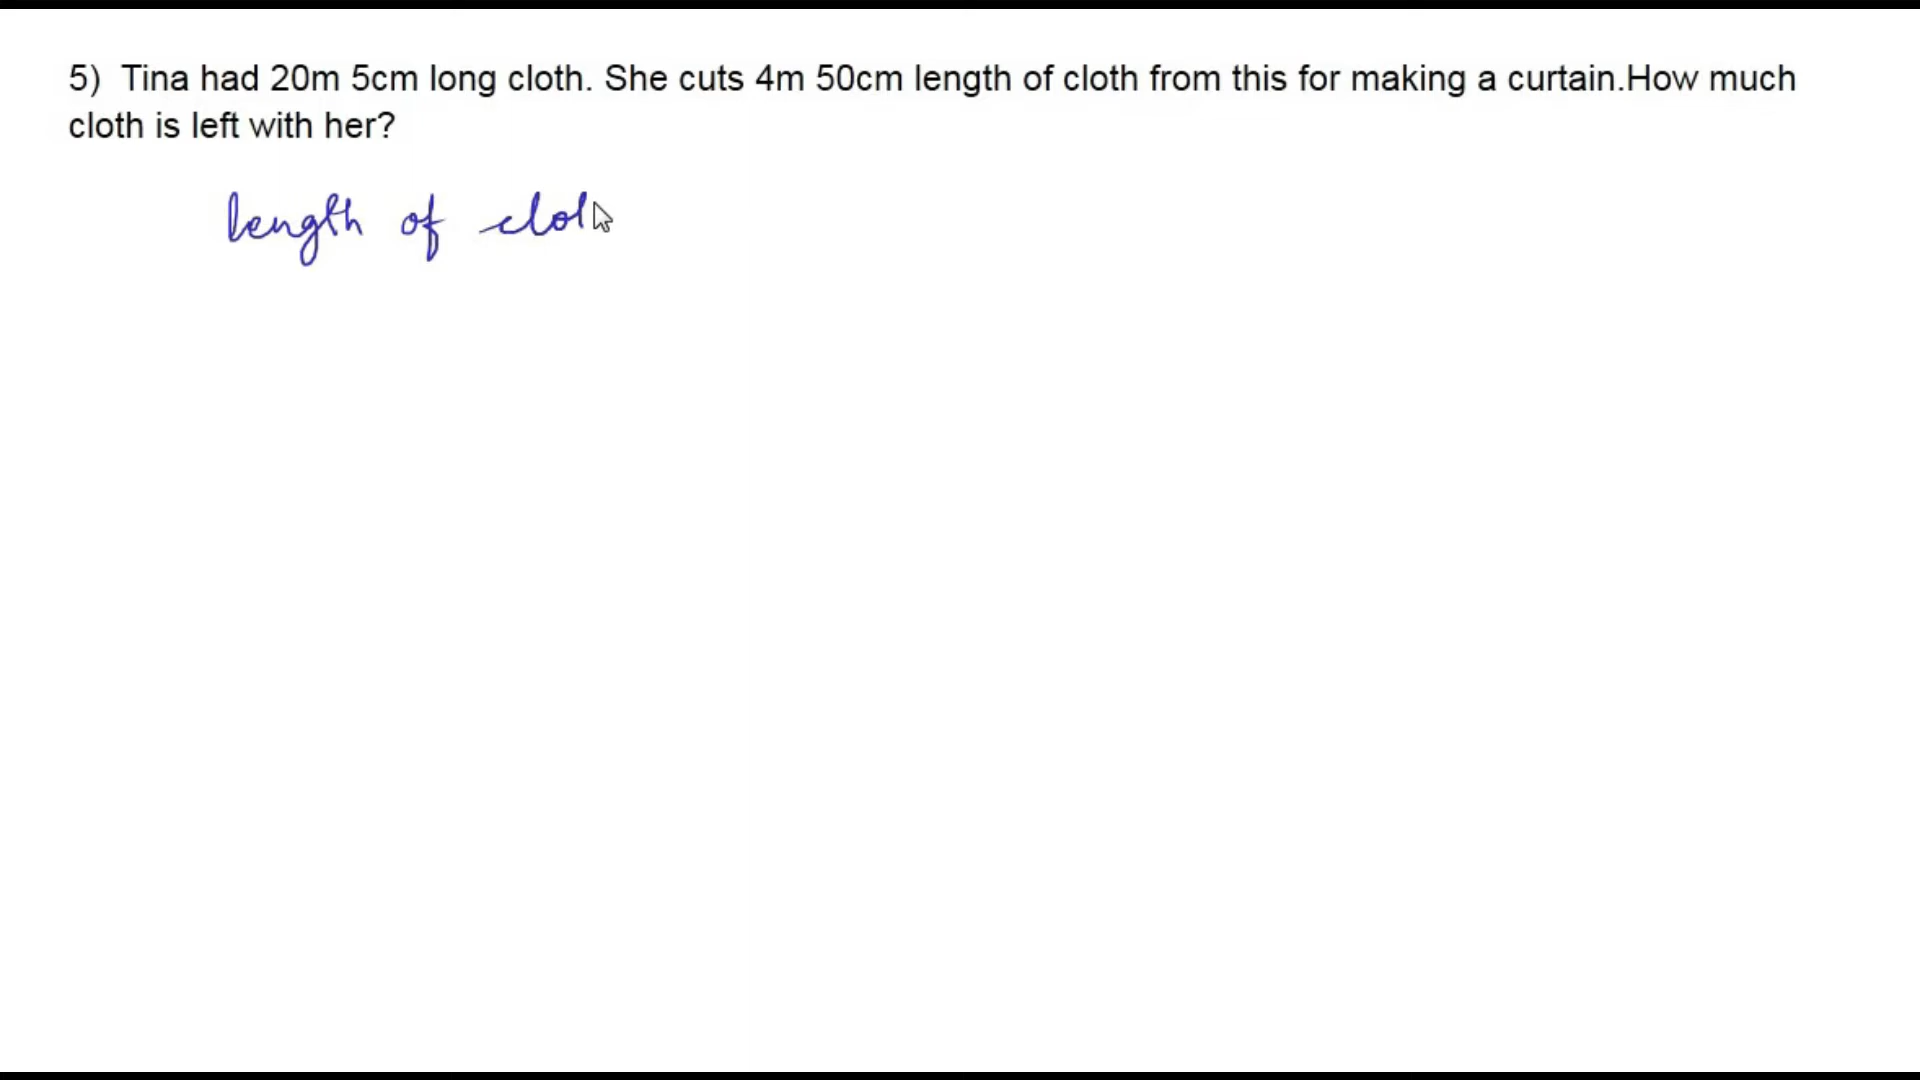 5) Tina had 20m 5cm long cloth. She cuts 4m 50cm length of cloth from this for making a curtain.How much
cloth is left with her?
length of clot